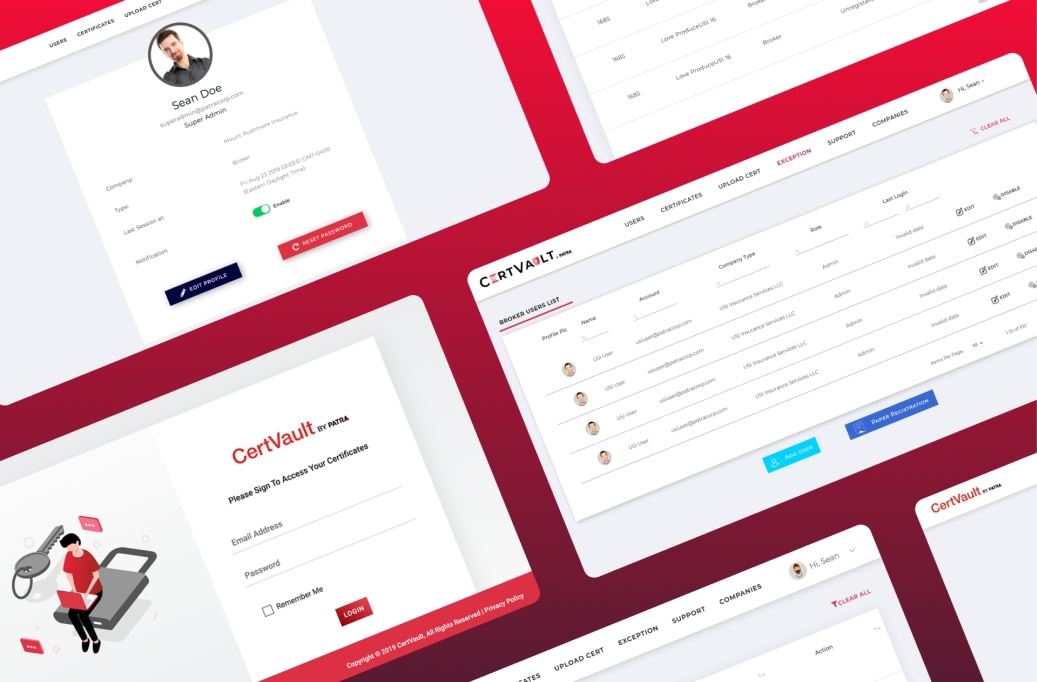 USERS CERTIFICATES UPLOAD CERT
Sean Doe
superadmin@patracorp.com
Super Admin
Company: Mount Rushmore Insurance
Type: Broker
Last Session at: Fri Aug 23 2019 03:03:51 GMT-0400
(Eastern Daylight Time)
Notification Enable
EDIT PROFILE RESET PASSWORD
1685 Love ProduceUSI 16 Broker
1685 Love ProduceUSI 16 Broker
1685 Love ProduceUSI 16
CERTVAULT BY PATRA
USERS CERTIFICATES UPLOAD CERT EXCEPTION SUPPORT COMPANIES Hi, Sean
CLEAR ALL
BROKER USERS LIST
Profile Pic Name Account Company Type Role Last Login
USI User usiuser@patracorp.com USI Insurance Services LLC Admin Invalid date EDIT DISABLE
USI User usiuser@patracorp.com USI Insurance Services LLC Admin Invalid date EDIT DISABLE
USI User usiuser@patracorp.com USI Insurance Services LLC Admin Invalid date EDIT
USI User usiuser@patracorp.com USI Insurance Services LLC Admin Invalid date EDIT
Items Per Page: 10 1-10 of 100
ADD USER PAPER REGISTRATION
CertVault BY PATRA
Please Sign To Access Your Certificates
Email Address
Password
Remember Me
LOGIN
Copyright © 2019 CertVault, All Rights Reserved | Privacy Policy
UPLOAD CERT EXCEPTION SUPPORT COMPANIES Hi, Sean
CLEAR ALL
Action
CertVault BY PATRA